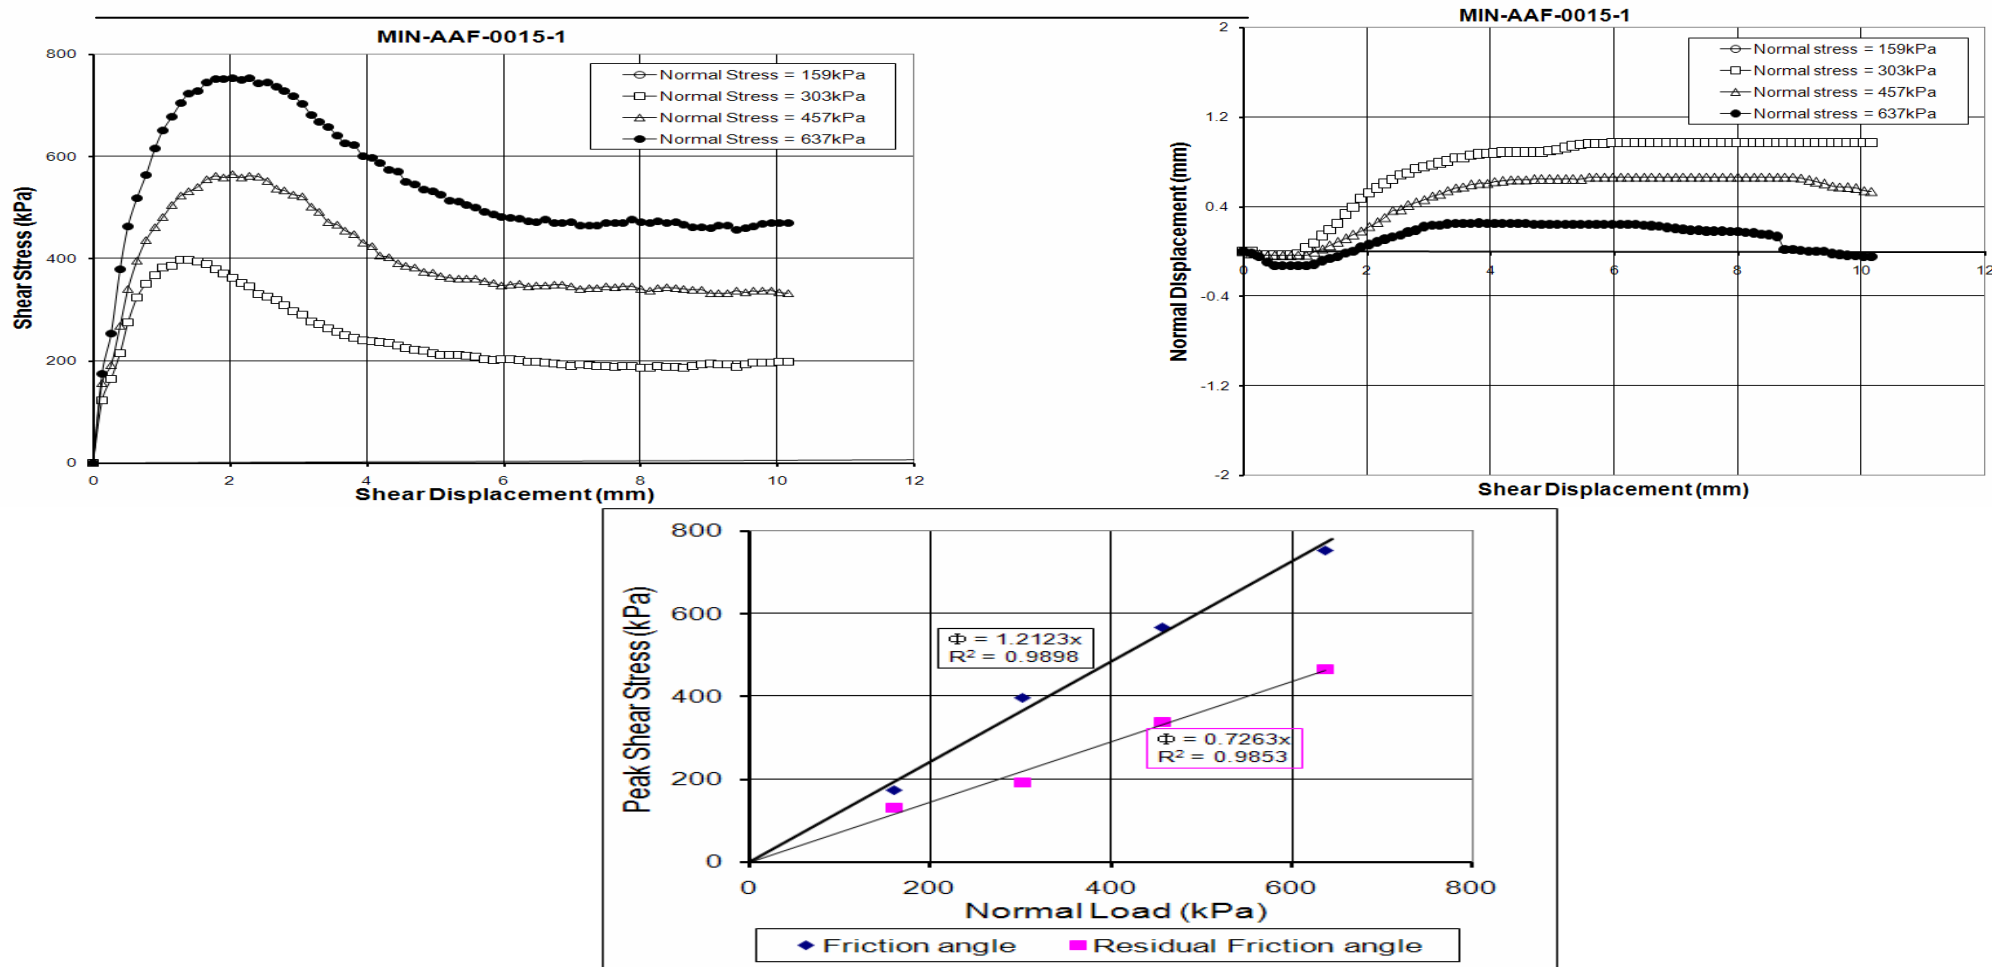 MIN-AAF-0015-1
800
600
400
200
0
Shear Stress (kPa)
Normal Stress = 159kPa
Normal Stress = 303kPa
Normal Stress = 457kPa
Normal Stress = 637kPa
0 2 4 6 8 10 12
Shear Displacement (mm)
MIN-AAF-0015-1
2
1.2
0.4
-0.4
-1.2
-2
Normal Displacement (mm)
Normal stress = 159kPa
Normal stress = 303kPa
Normal stress = 457kPa
Normal stress = 637kPa
0 2 4 6 8 10 12
Shear Displacement (mm)
800
600
400
200
0
Peak Shear Stress (kPa)
Φ = 1.2123x
R² = 0.9898
Φ = 0.7263x
R² = 0.9853
0 200 400 600 800
Normal Load (kPa)
Friction angle Residual Friction angle